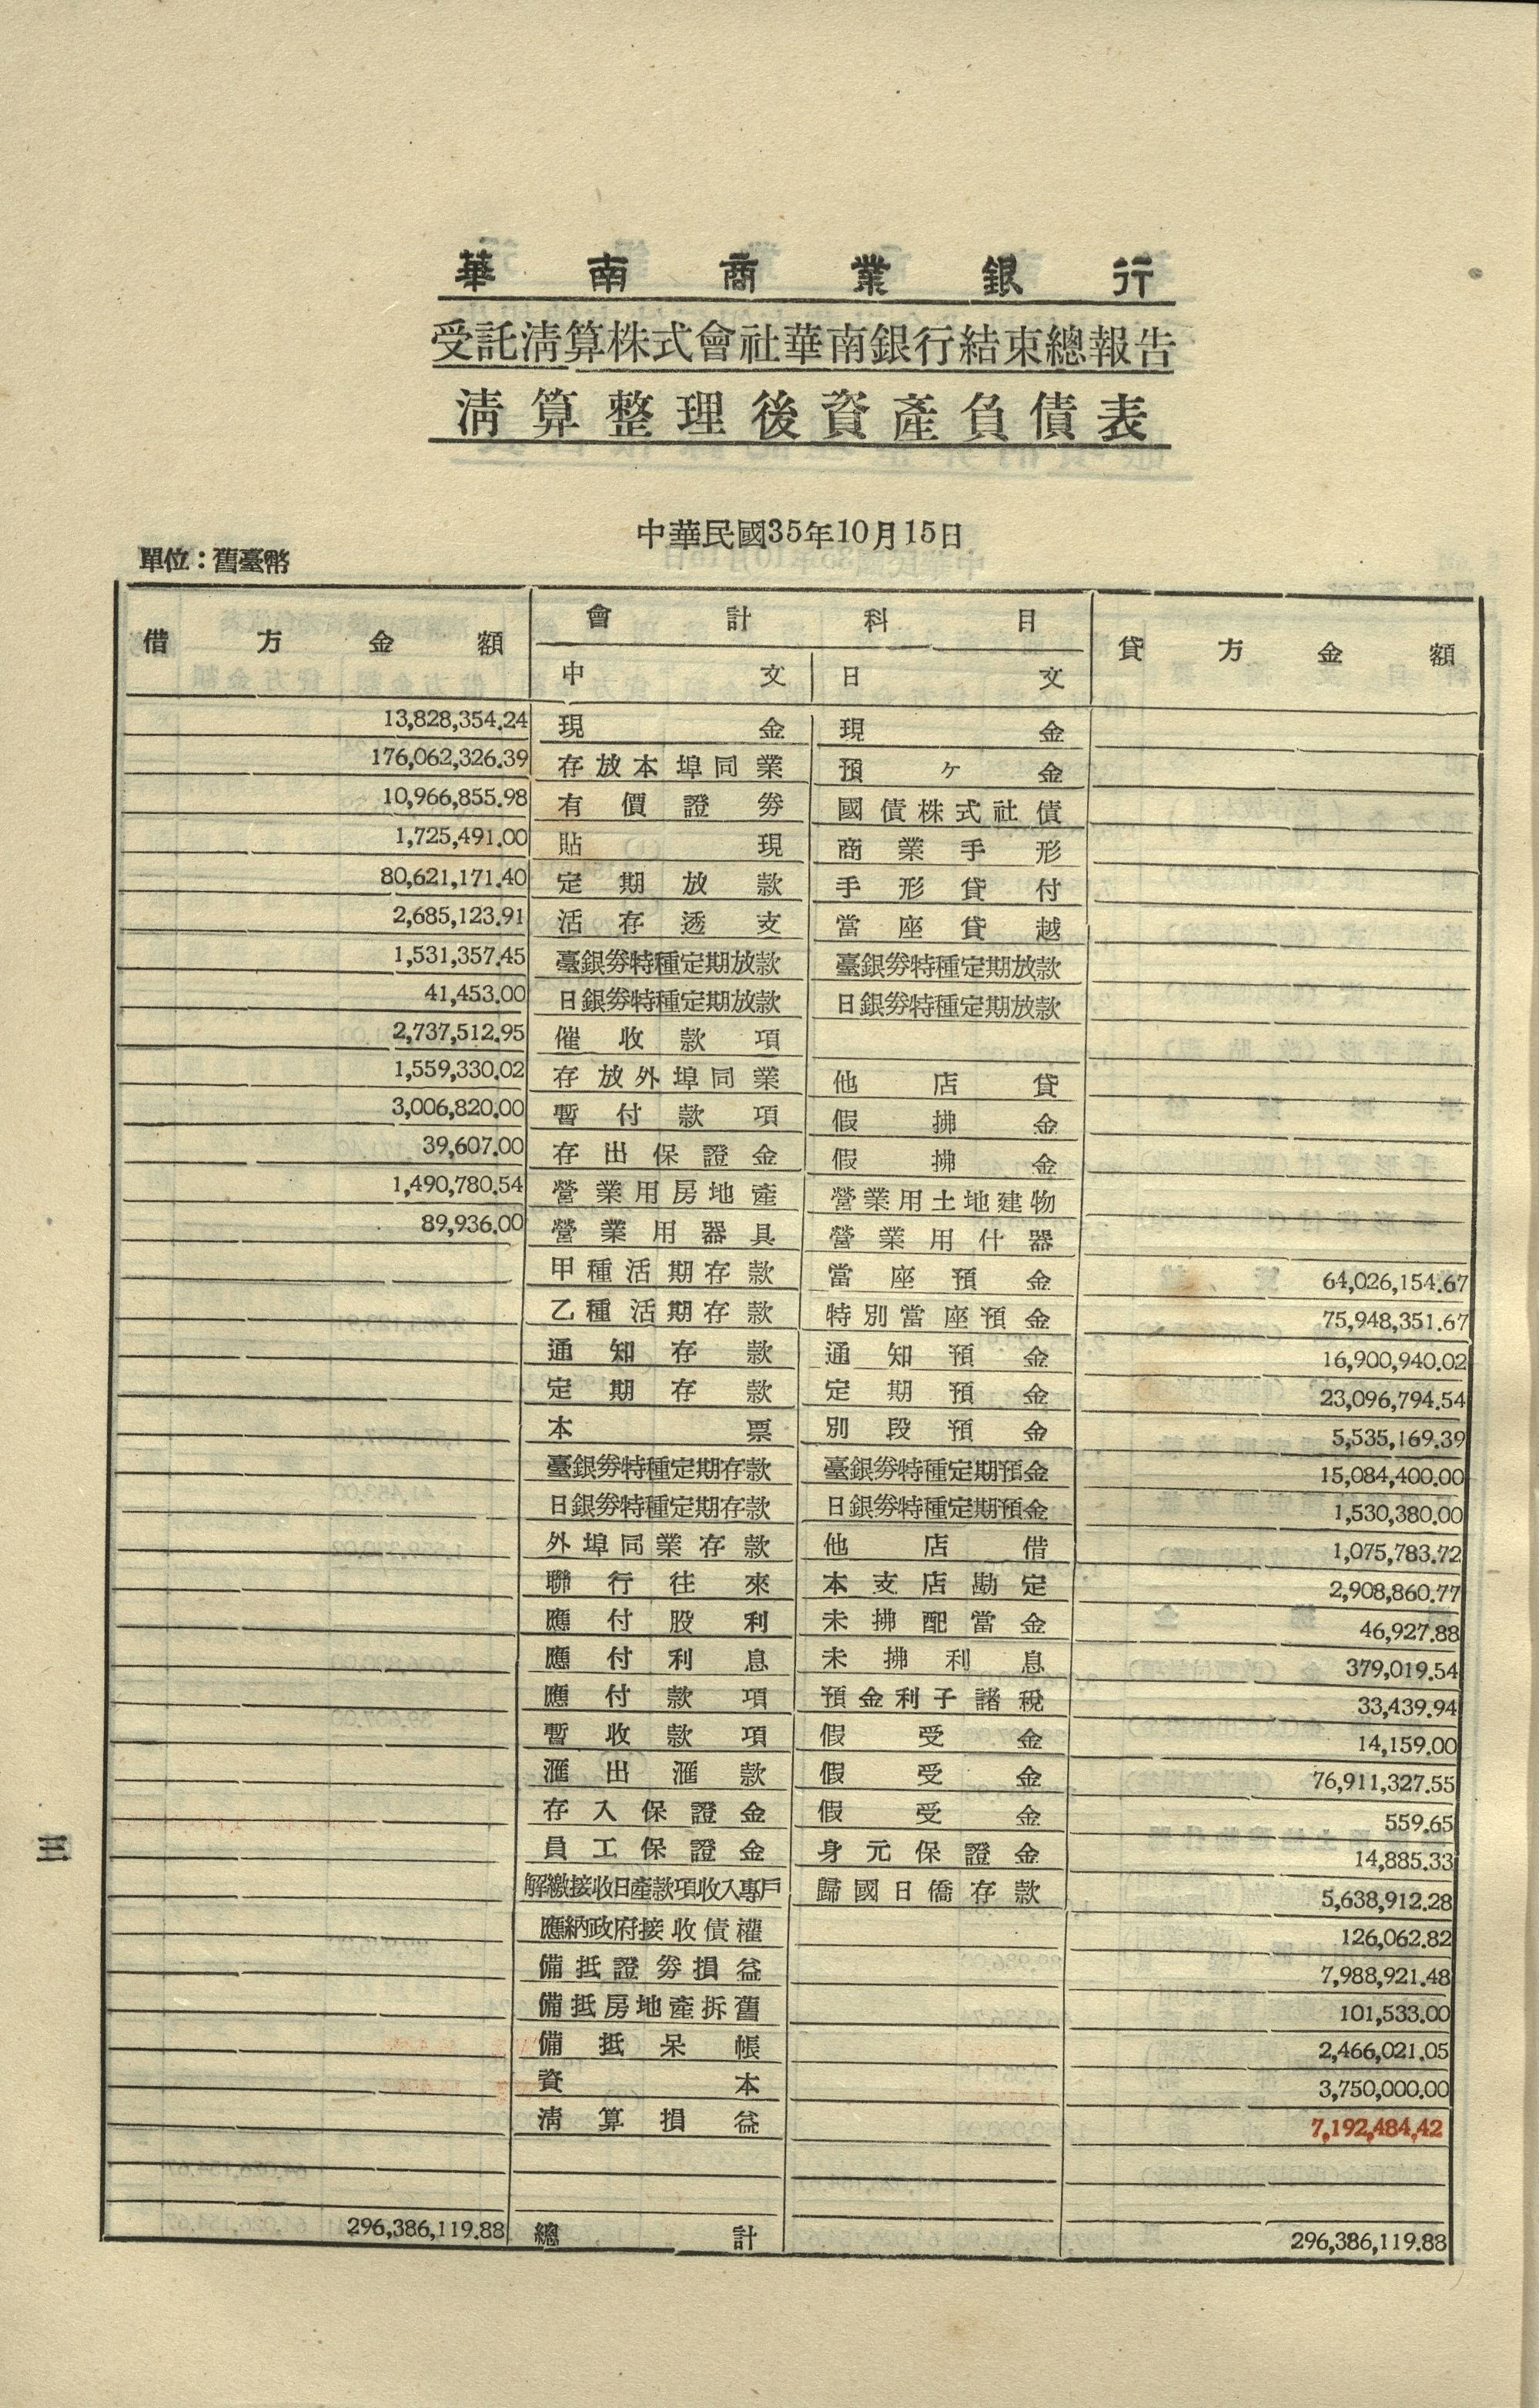 華南商業銀行
受託清算株式會社華南銀行結束總報告
清算整理後資產負債表
中華民國35年10月15日
單位：舊臺幣
借方金額 會計科目 貸方金額
中文 日文
13,828,354.24 現金 現金
176,062,326.39 存放本埠同業 預ヶ金
10,966,855.98 有價證券 國債株式社債
1,725,491.00 貼現 商業手形
80,621,171.40 定期放款 手形貸付
2,685,123.91 活存透支 當座貸越
1,531,357.45 臺銀券特種定期放款 臺銀券特種定期放款
41,453.00 日銀券特種定期放款 日銀券特種定期放款
2,737,512.95 催收款項
1,559,330.02 存放外埠同業 他店貸
3,006,820.00 暫付款項 假拂金
39,607.00 存出保證金 假拂金
1,490,780.54 營業用房地產 營業用土地建物
89,936.00 營業用器具 營業用什器
甲種活期存款 當座預金 64,026,154.67
乙種活期存款 特別當座預金 75,948,351.67
通知存款 通知預金 16,900,940.02
定期存款 定期預金 23,096,794.54
本票 別段預金 5,535,169.39
臺銀券特種定期存款 臺銀券特種定期預金 15,084,400.00
日銀券特種定期存款 日銀券特種定期預金 1,530,380.00
外埠同業存款 他店借 1,075,783.72
聯行往來 本支店勘定 2,908,860.77
應付股利 未拂配當金 46,927.88
應付利息 未拂利息 379,019.54
應付款項 預金利子諸稅 33,439.94
暫收款項 假受金 14,159.00
滙出滙款 假受金 76,911,327.55
存入保證金 假受金 559.65
員工保證金 身元保證金 14,885.33
解繳接收日產款項收入專戶 歸國日僑存款 5,638,912.28
應納政府接收債權 126,062.82
備抵證券損益 7,988,921.48
備抵房地產拆舊 101,533.00
備抵呆帳 2,466,021.05
資本 3,750,000.00
清算損益 7,192,484.42
296,386,119.88 總計 296,386,119.88
三